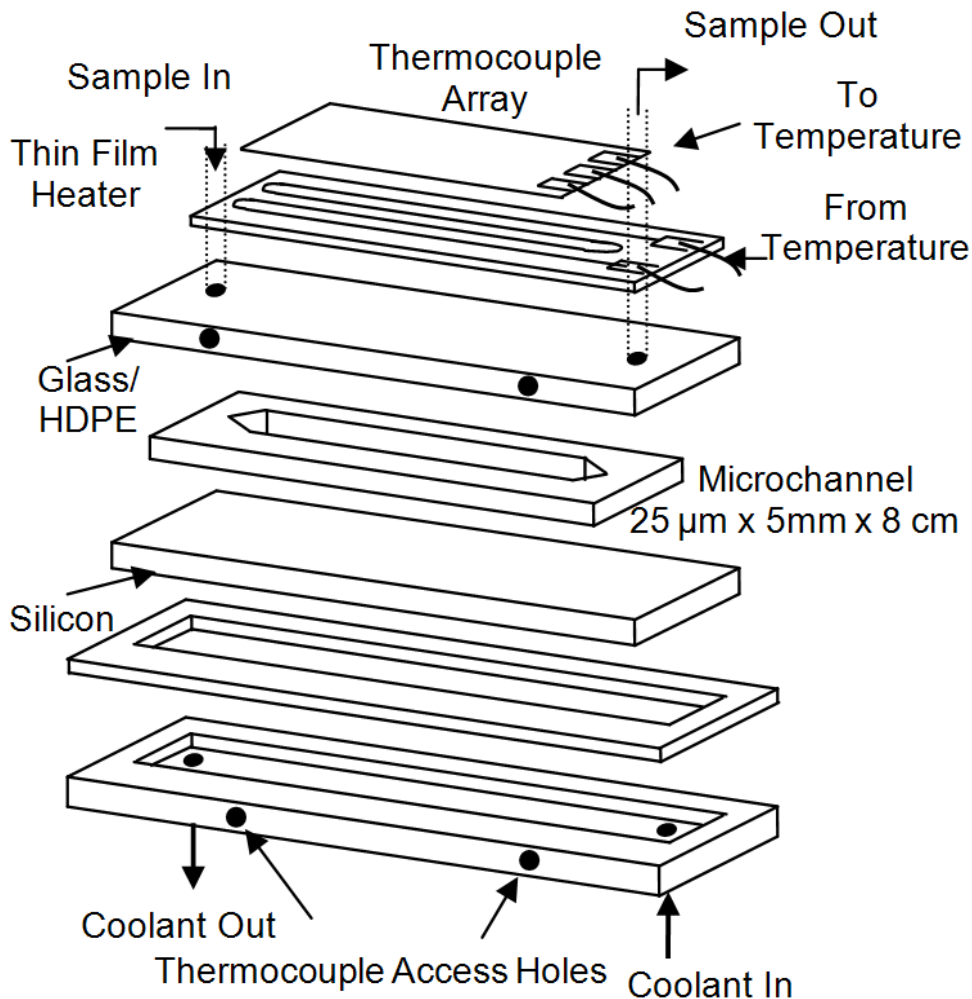 Sample Out
Thermocouple
Array
Sample In
To
Temperature
Thin Film
Heater
From
Temperature
Glass/
HDPE
Microchannel
25 µm x 5mm x 8 cm
Silicon
Coolant Out
Thermocouple Access Holes
Coolant In